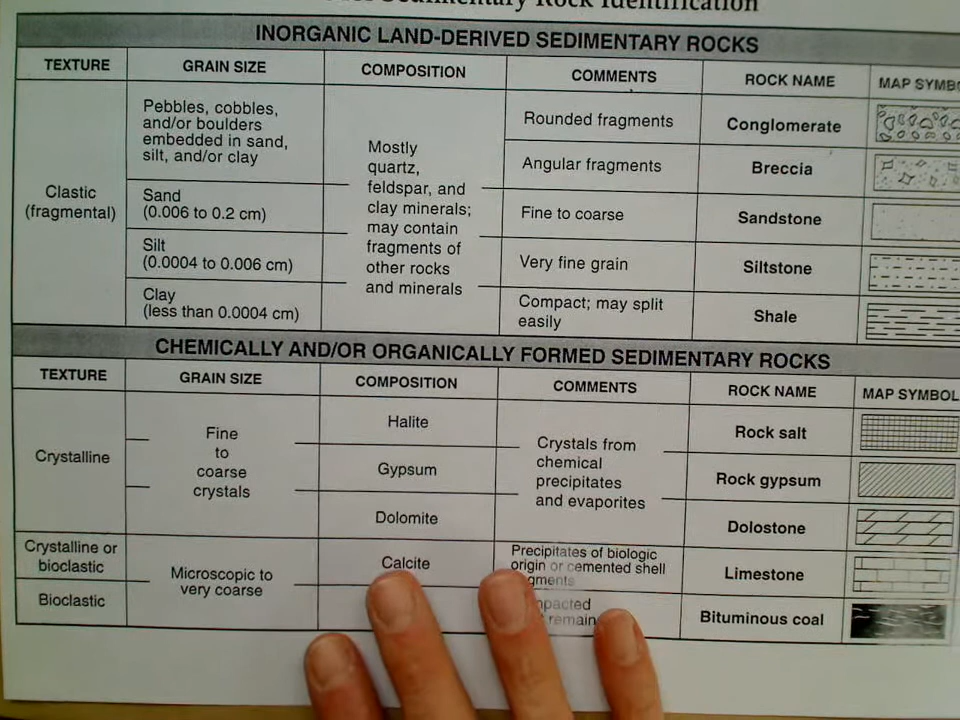 Sedimentary Rock Identification
INORGANIC LAND-DERIVED SEDIMENTARY ROCKS
TEXTURE GRAIN SIZE COMPOSITION COMMENTS ROCK NAME MAP
Clastic
(fragmental)
Pebbles, cobbles,
and/or boulders
embedded in sand,
silt, and/or clay
Sand
(0.006 to 0.2 cm)
Silt
(0.0004 to 0.006 cm)
Clay
(less than 0.0004 cm)
Mostly
quartz,
feldspar, and
clay minerals;
may contain
fragments of
other rocks
and minerals
Rounded fragments
Angular fragments
Fine to coarse
Very fine grain
Compact; may split
easily
Conglomerate
Breccia
Sandstone
Siltstone
Shale
CHEMICALLY AND/OR ORGANICALLY FORMED SEDIMENTARY ROCKS
TEXTURE GRAIN SIZE COMPOSITION COMMENTS ROCK NAME MAP SYMBOL
Crystalline
Crystalline or
bioclastic
Bioclastic
Fine
to
coarse
crystals
Microscopic to
very coarse
Halite
Gypsum
Dolomite
Calcite
Crystals from
chemical
precipitates
and evaporites
Precipitates of biologic
origin or cemented shell
Rock salt
Rock gypsum
Dolostone
Limestone
Bituminous coal